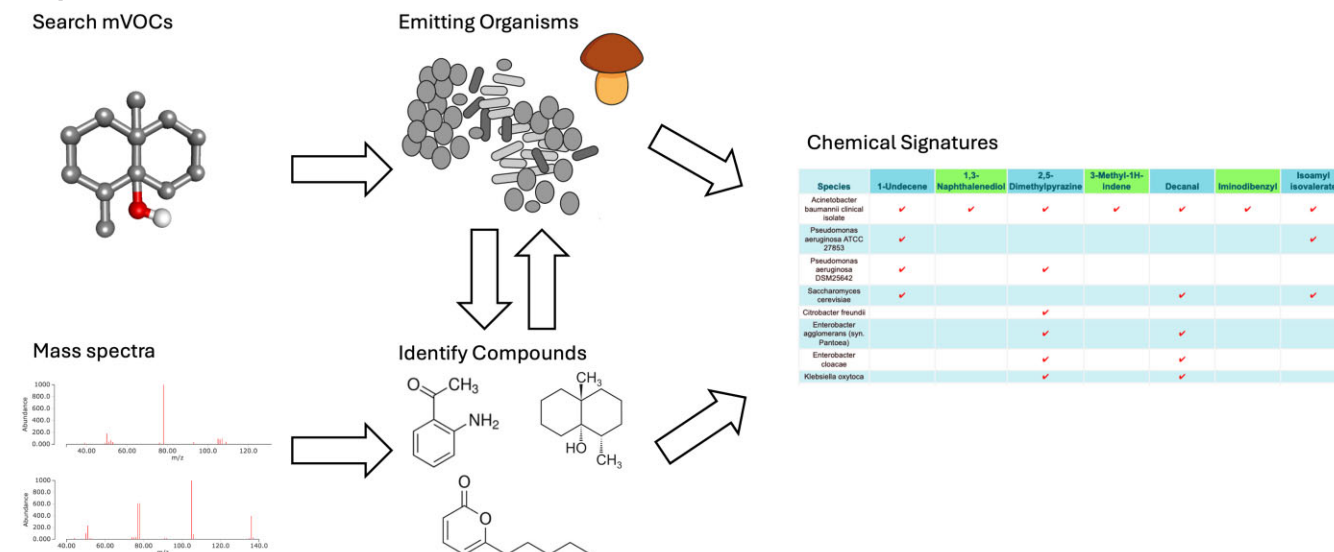 Search mVOCs
Emitting Organisms
Chemical Signatures
Species 1-Undecene 1,3-Naphthalenediol 2,5-Dimethylpyrazine 3-Methyl-1H-indene Decanal Iminodibenzyl Isoamyl isovalerate
Acinetobacter baumannii clinical isolate ✔ ✔ ✔ ✔ ✔ ✔ ✔
Pseudomonas aeruginosa ATCC 27853 ✔ ✔
Pseudomonas aeruginosa DSM25642 ✔ ✔
Saccharomyces cerevisiae ✔ ✔ ✔
Citrobacter freundii ✔
Enterobacter agglomerans (syn. Pantoea) ✔ ✔
Enterobacter cloacae ✔ ✔
Klebsiella oxytoca ✔ ✔
Mass spectra
Abundance
1000
800.0
600.0
400.0
200.0
0.000
40.00 60.00 80.00 100.0 120.0
m/z
Abundance
1000
800.0
600.0
400.0
200.0
0.000
40.00 60.00 80.00 100.0 120.0 140.0
m/z
Identify Compounds
O CH3
NH2
CH3
HO
CH3
O
O